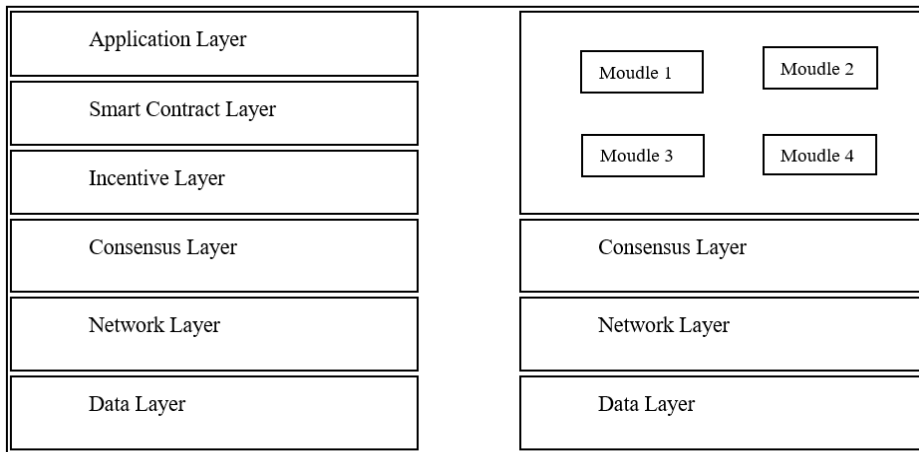 Application Layer
Smart Contract Layer
Incentive Layer
Consensus Layer
Network Layer
Data Layer
Moudle 1
Moudle 2
Moudle 3
Moudle 4
Consensus Layer
Network Layer
Data Layer